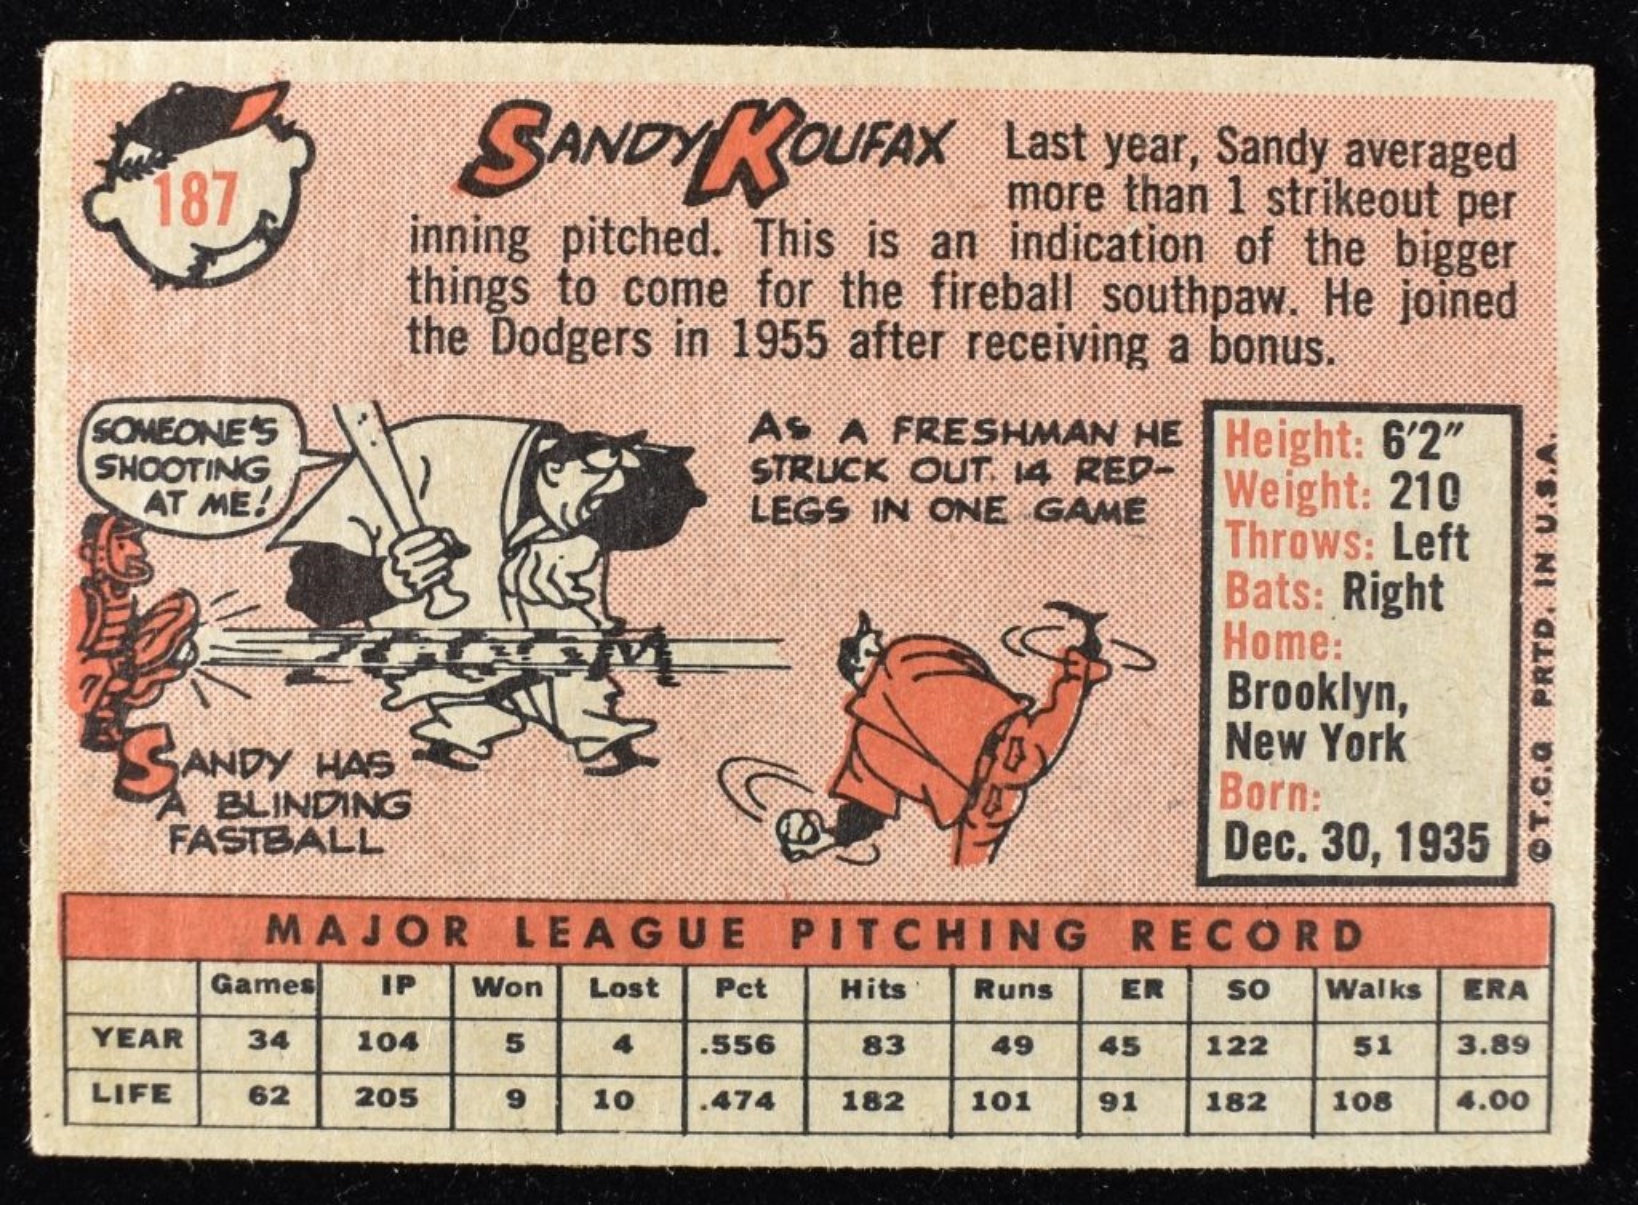 187
SANDY KOUFAX
Last year, Sandy averaged
more than 1 strikeout per
inning pitched. This is an indication of the bigger
things to come for the fireball southpaw. He joined
the Dodgers in 1955 after receiving a bonus.
SOMEONE'S
SHOOTING
AT ME!
SANDY HAS
A BLINDING
FASTBALL
AS A FRESHMAN HE
STRUCK OUT 14 RED-
LEGS IN ONE GAME
Height: 6'2"
Weight: 210
Throws: Left
Bats: Right
Home:
Brooklyn,
New York
Born:
Dec. 30, 1935
©T.C.G. PRTD. IN U.S.A.
MAJOR LEAGUE PITCHING RECORD
Games IP Won Lost Pct Hits Runs ER SO Walks ERA
YEAR 34 104 5 4 .556 83 49 45 122 51 3.89
LIFE 62 205 9 10 .474 182 101 91 182 108 4.00